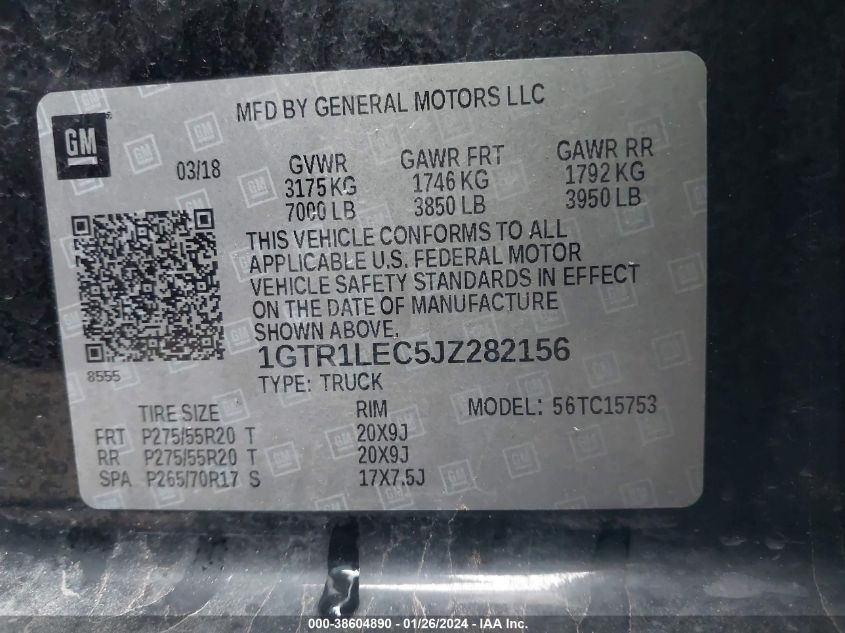 MFD BY GENERAL MOTORS LLC
GM
03/18
GVWR GAWR FRT GAWR RR
3175 KG 1746 KG 1792 KG
7000 LB 3850 LB 3950 LB
THIS VEHICLE CONFORMS TO ALL
APPLICABLE U.S. FEDERAL MOTOR
VEHICLE SAFETY STANDARDS IN EFFECT
ON THE DATE OF MANUFACTURE
SHOWN ABOVE.
1GTR1LEC5JZ282156
8555
TYPE: TRUCK
TIRE SIZE RIM MODEL: 56TC15753
FRT P275/55R20 T 20X9J
RR P275/55R20 T 20X9J
SPA P265/70R17 S 17X7.5J
000-38604890 - 01/26/2024 - IAA Inc.